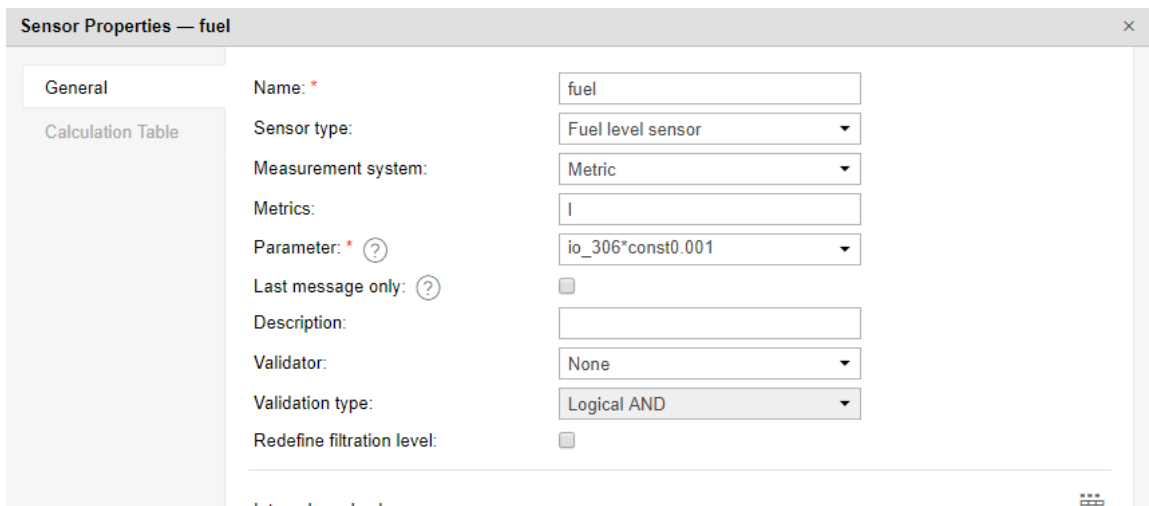 Sensor Properties — fuel ×
General
Calculation Table
Name: * fuel
Sensor type: Fuel level sensor
Measurement system: Metric
Metrics: l
Parameter: * ? io_306*const0.001
Last message only: ?
Description:
Validator: None
Validation type: Logical AND
Redefine filtration level: